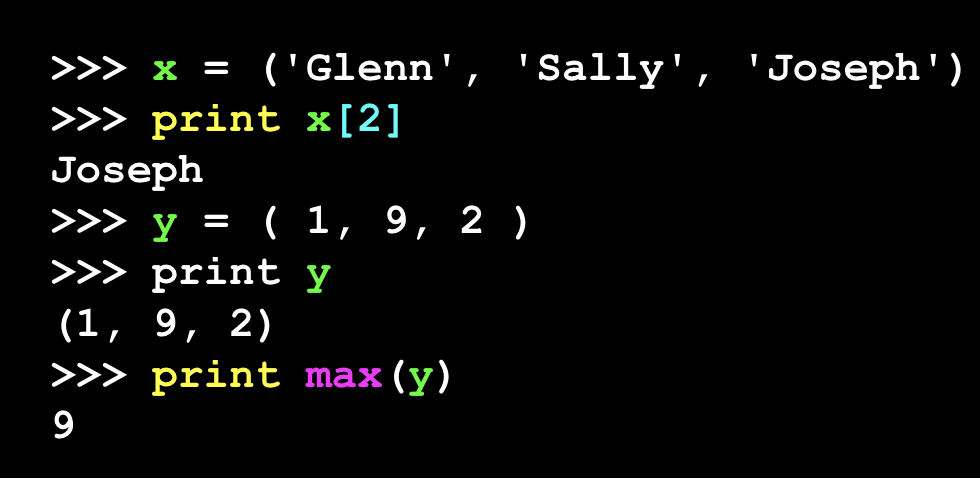 >>> x = ('Glenn', 'Sally', 'Joseph')
>>> print x[2]
Joseph
>>> y = ( 1, 9, 2 )
>>> print y
(1, 9, 2)
>>> print max(y)
9